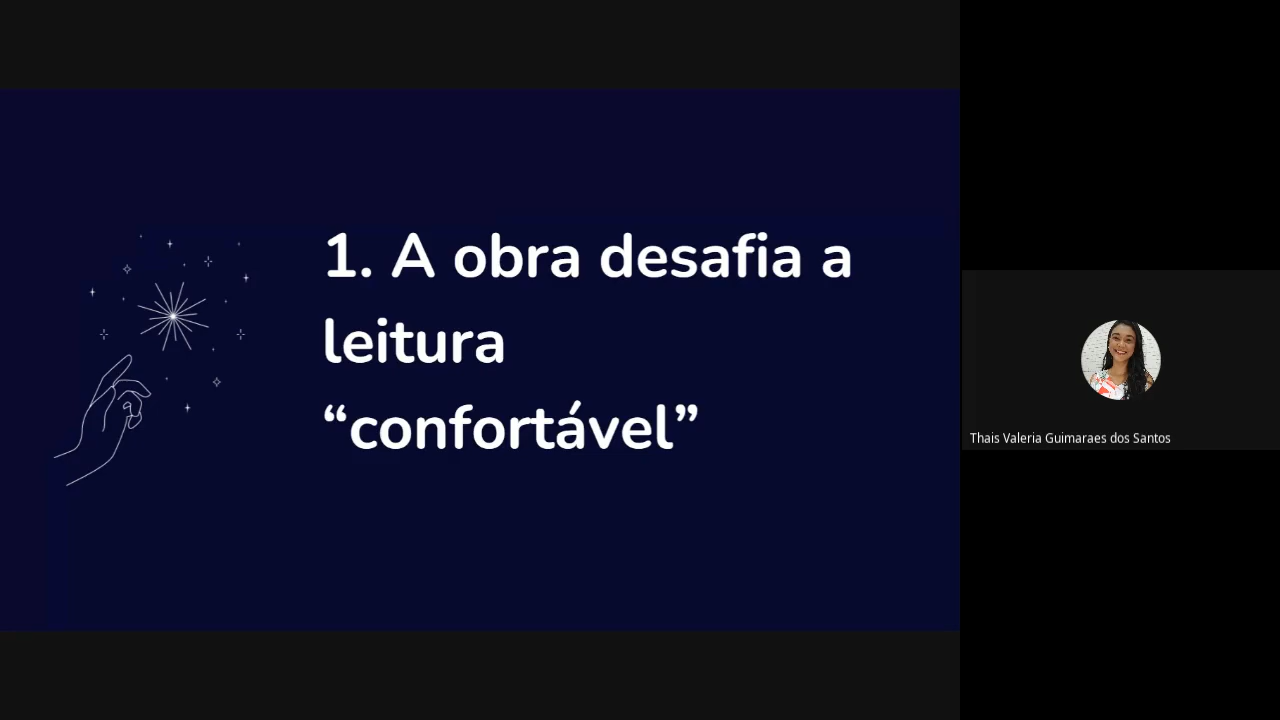 1. A obra desafia a
leitura
“confortável”
Thais Valeria Guimaraes dos Santos